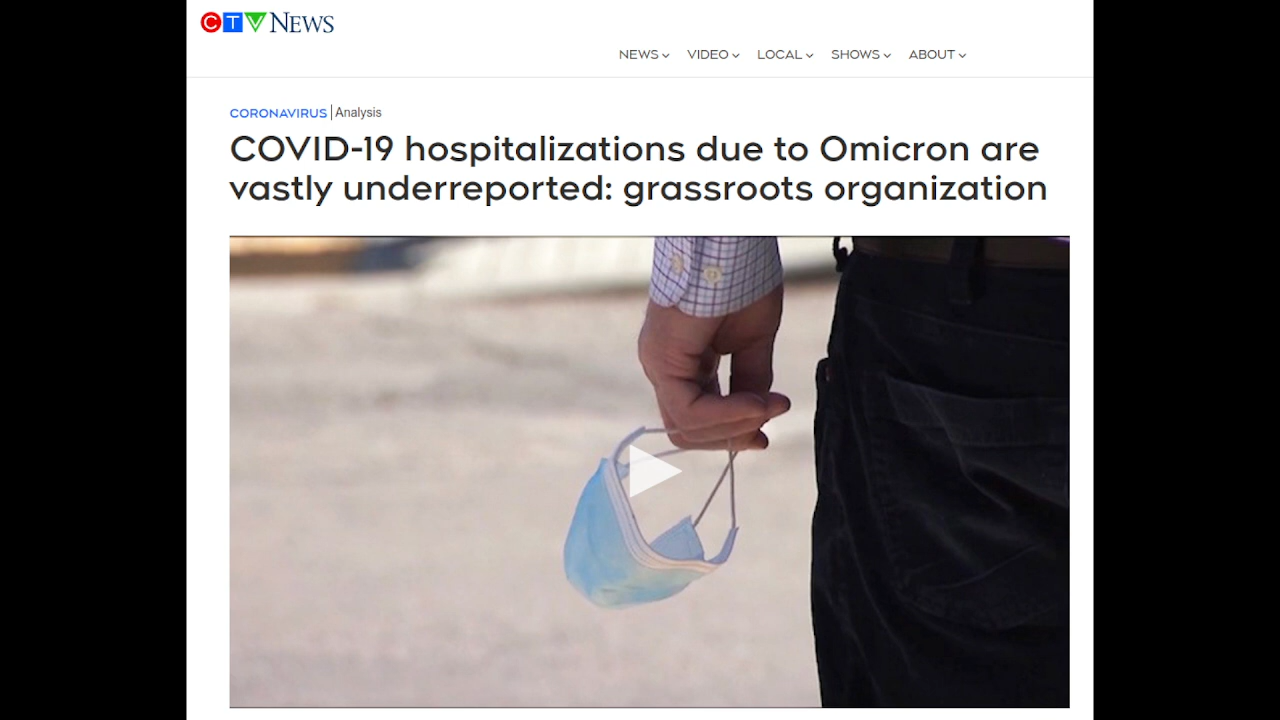 CTV NEWS
NEWS VIDEO LOCAL SHOWS ABOUT
CORONAVIRUS | Analysis
COVID-19 hospitalizations due to Omicron are
vastly underreported: grassroots organization